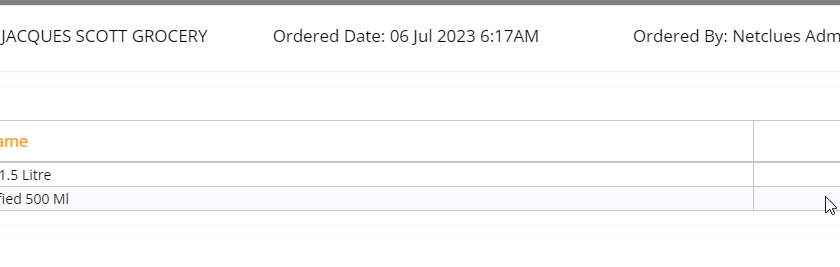 JACQUES SCOTT GROCERY Ordered Date: 06 Jul 2023 6:17AM Ordered By: Netclues Adm
ame
1.5 Litre
fied 500 Ml